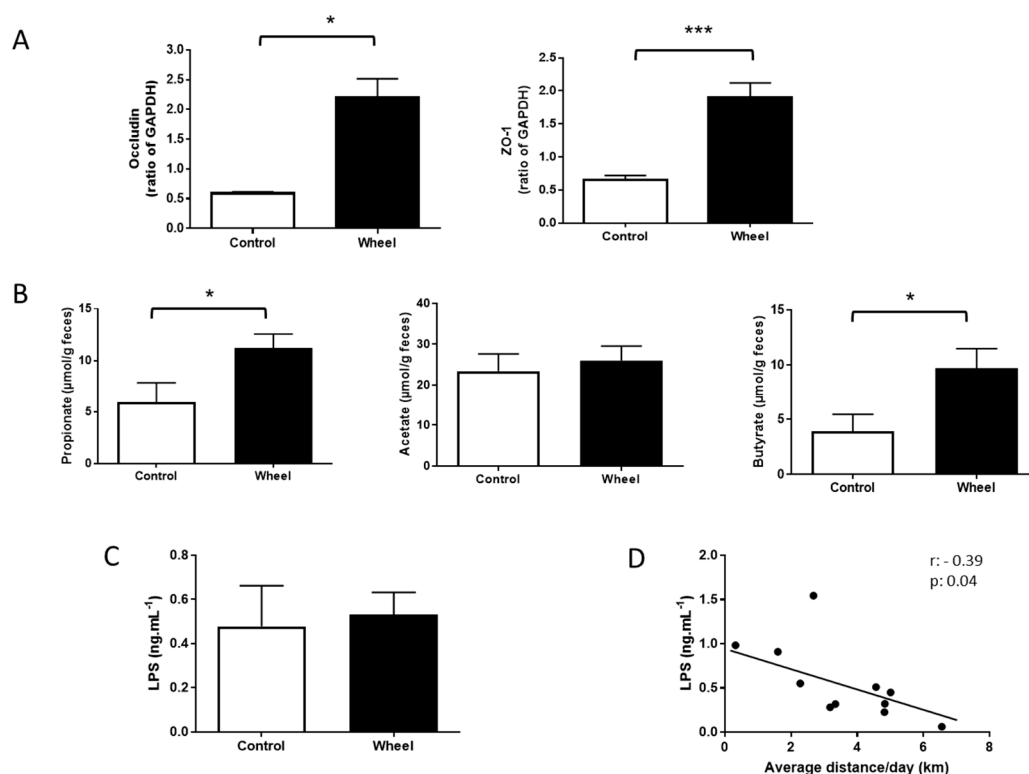 A
*
Occludin
(ratio of GAPDH)
3.0
2.5
2.0
1.5
1.0
0.5
0.0
Control
Wheel
***
ZO-1
(ratio of GAPDH)
2.5
2.0
1.5
1.0
0.5
0.0
Control
Wheel
B
*
Propionate (µmol/g feces)
15
10
5
Control
Wheel
Acetate (µmol/g feces)
40
30
20
10
0
Control
Wheel
*
Butyrate (µmol/g feces)
15
10
5
0
Control
Wheel
C
LPS (ng.mL⁻¹)
0.8
0.6
0.4
0.2
0.0
Control
Wheel
D
r: - 0.39
p: 0.04
LPS (ng.mL⁻¹)
2.0
1.5
1.0
0.5
0.0
0
2
4
6
8
Average distance/day (km)